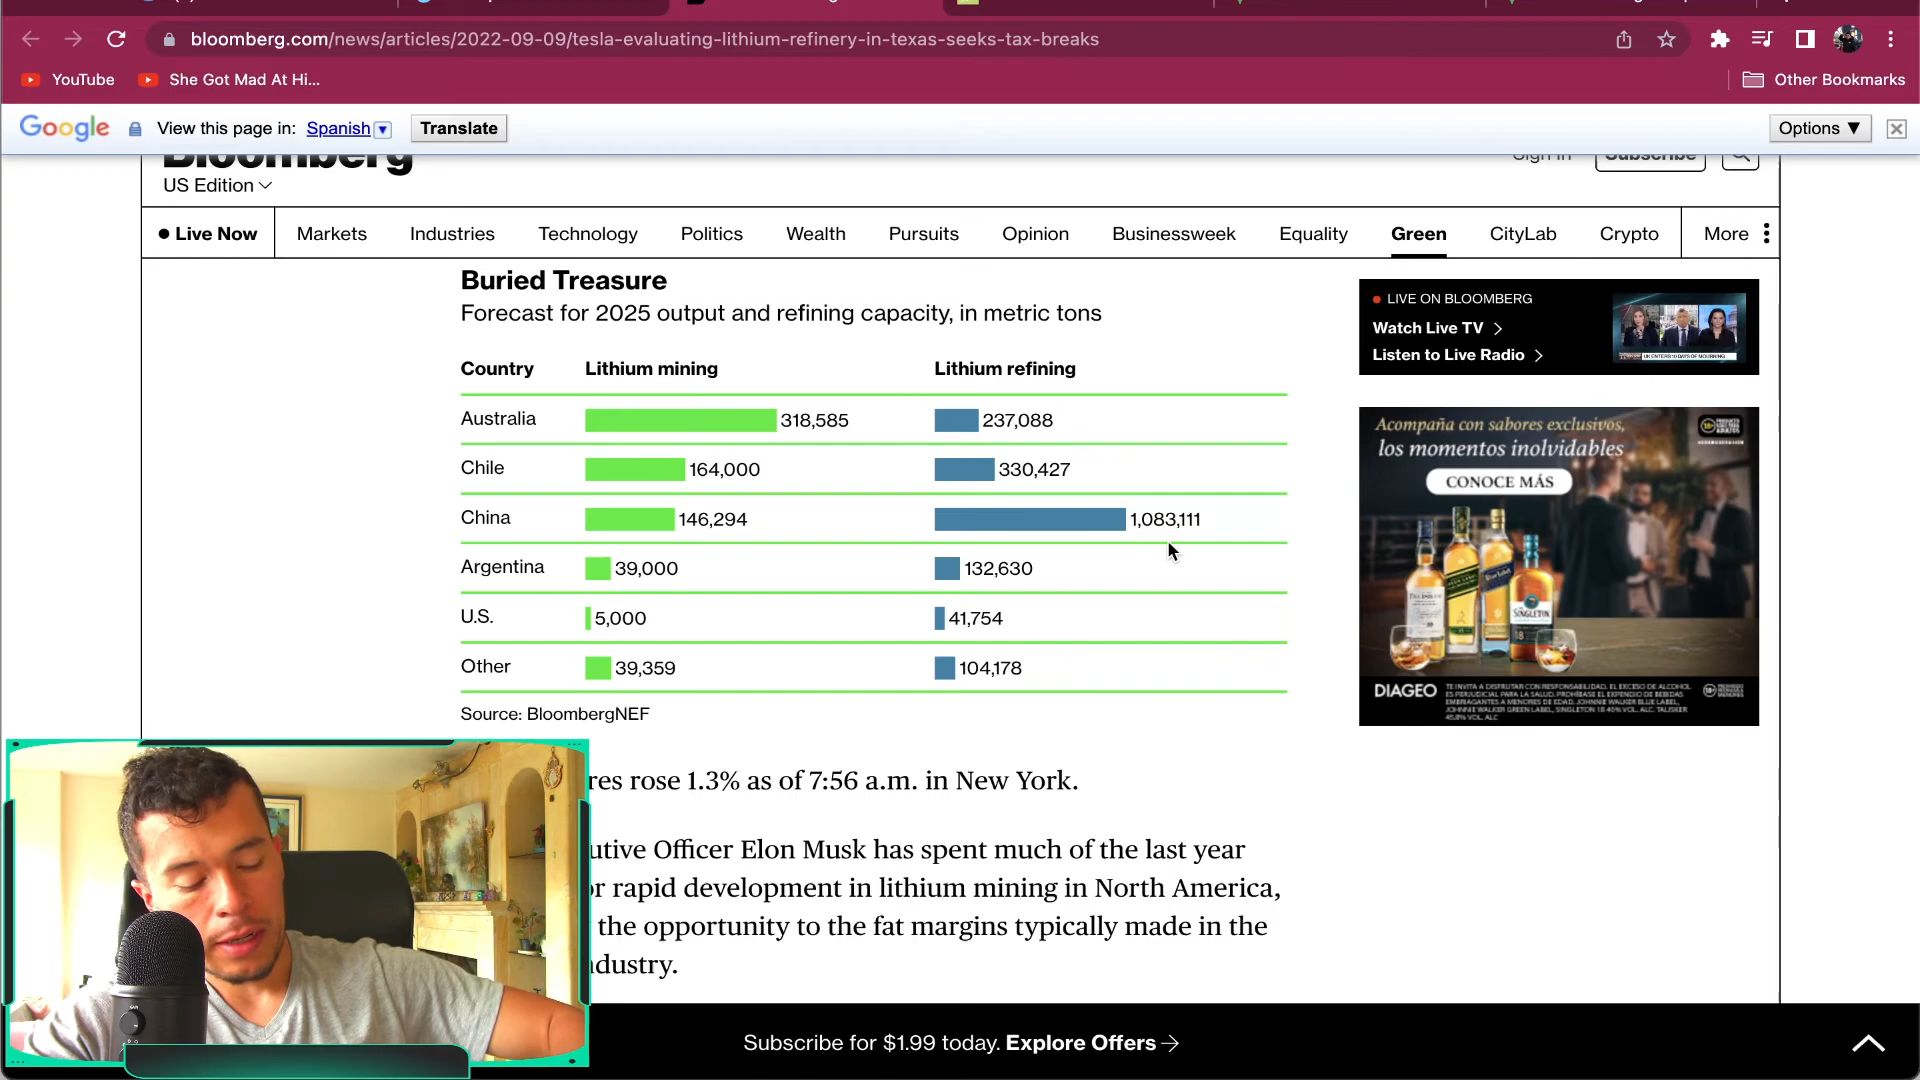 bloomberg.com/news/articles/2022-09-09/tesla-evaluating-lithium-refinery-in-texas-seeks-tax-breaks
YouTube
She Got Mad At Hi...
Other Bookmarks
Google
View this page in: Spanish ▼ Translate
Options ▼
Bloomberg
US Edition
Sign In
Subscribe
Live Now
Markets
Industries
Technology
Politics
Wealth
Pursuits
Opinion
Businessweek
Equality
Green
CityLab
Crypto
More
Buried Treasure
Forecast for 2025 output and refining capacity, in metric tons
Country Lithium mining Lithium refining
Australia 318,585 237,088
Chile 164,000 330,427
China 146,294 1,083,111
Argentina 39,000 132,630
U.S. 5,000 41,754
Other 39,359 104,178
Source: BloombergNEF
LIVE ON BLOOMBERG
Watch Live TV
Listen to Live Radio
Acompaña con sabores exclusivos,
los momentos inolvidables
CONOCE MÁS
SINGLETON
18
DIAGEO
res rose 1.3% as of 7:56 a.m. in New York.
utive Officer Elon Musk has spent much of the last year
or rapid development in lithium mining in North America,
the opportunity to the fat margins typically made in the
ndustry.
Subscribe for $1.99 today. Explore Offers